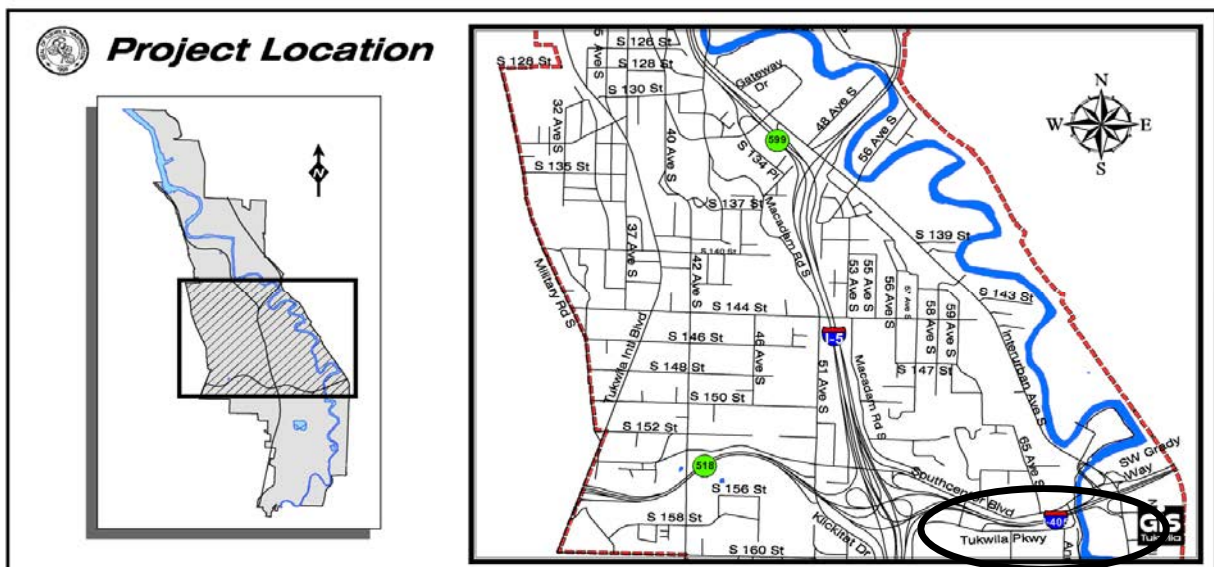 Project Location
N
N
W E
S
S 126 St
S 128 St
S 128 St
S 130 St
Gateway Dr
48 Ave S
56 Ave S
32 Ave S
40 Ave S
599
S 134 Pl
S 135 St
S 137 St
Macadam Rd S
S 139 St
37 Ave S
S 140 St
Military Rd S
42 Ave S
53 Ave S
55 Ave S
56 Ave S
57 Ave S
58 Ave S
59 Ave S
S 143 St
S 144 St
Tukwila Intl Blvd
S 146 St
46 Ave S
I-5
Interurban Ave S
S 147 St
S 148 St
51 Ave S
Macadam Rd S
S 150 St
S 152 St
65 Ave S
SW Grady Way
518
Southcenter Blvd
S 156 St
S 158 St
Klickitat Dr
Tukwila Pkwy
S 160 St
GIS
Tukwila